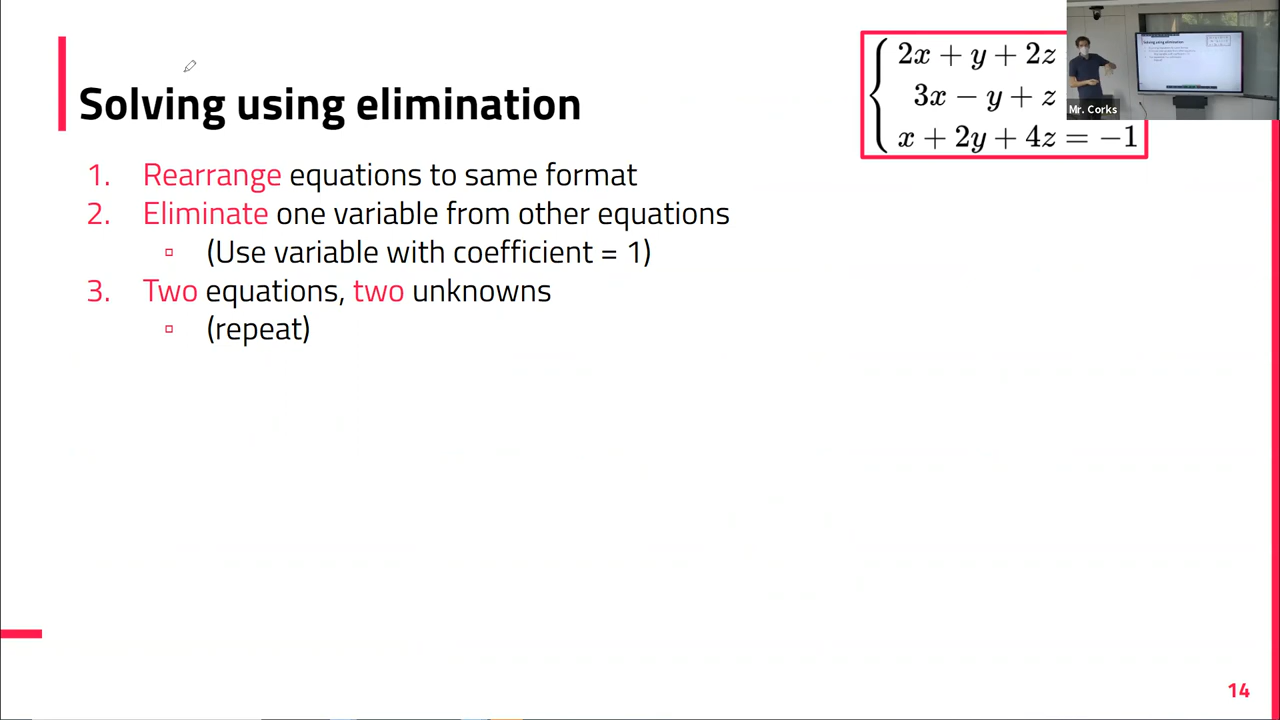 Solving using elimination
2x + y + 2z
3x − y + z
x + 2y + 4z = −1
Mr. Corks
1. Rearrange equations to same format
2. Eliminate one variable from other equations
▫ (Use variable with coefficient = 1)
3. Two equations, two unknowns
▫ (repeat)
14